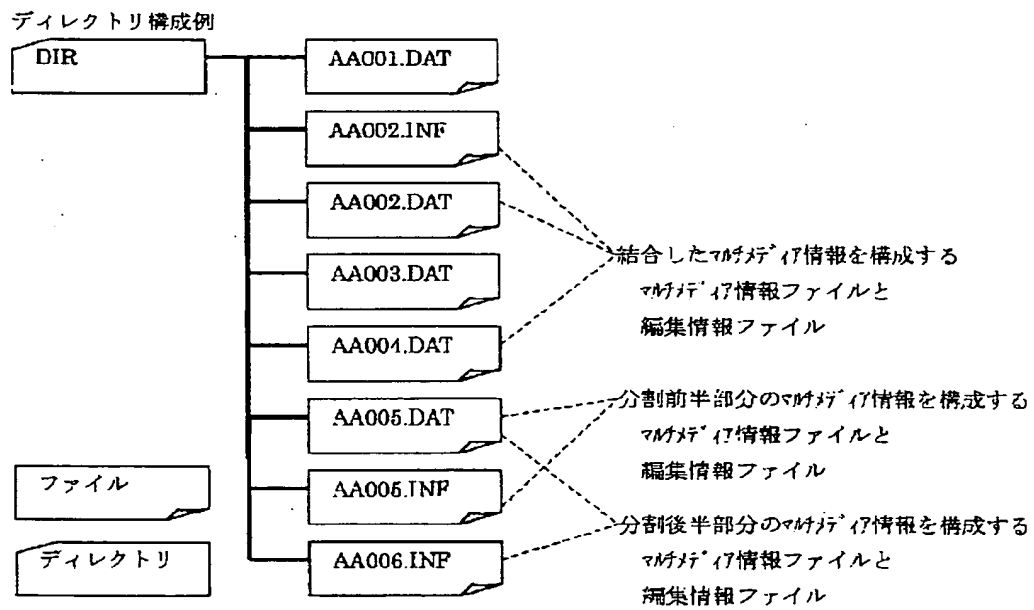 ディレクトリ構成例
DIR
AA001.DAT
AA002.INF
AA002.DAT
AA003.DAT
AA004.DAT
AA005.DAT
AA005.INF
AA006.INF
結合したﾏﾙﾁﾒﾃﾞｨｱ情報を構成する
ﾏﾙﾁﾒﾃﾞｨｱ情報ファイルと
編集情報ファイル
分割前半部分のﾏﾙﾁﾒﾃﾞｨｱ情報を構成する
ﾏﾙﾁﾒﾃﾞｨｱ情報ファイルと
編集情報ファイル
分割後半部分のﾏﾙﾁﾒﾃﾞｨｱ情報を構成する
ﾏﾙﾁﾒﾃﾞｨｱ情報ファイルと
編集情報ファイル
ファイル
ディレクトリ